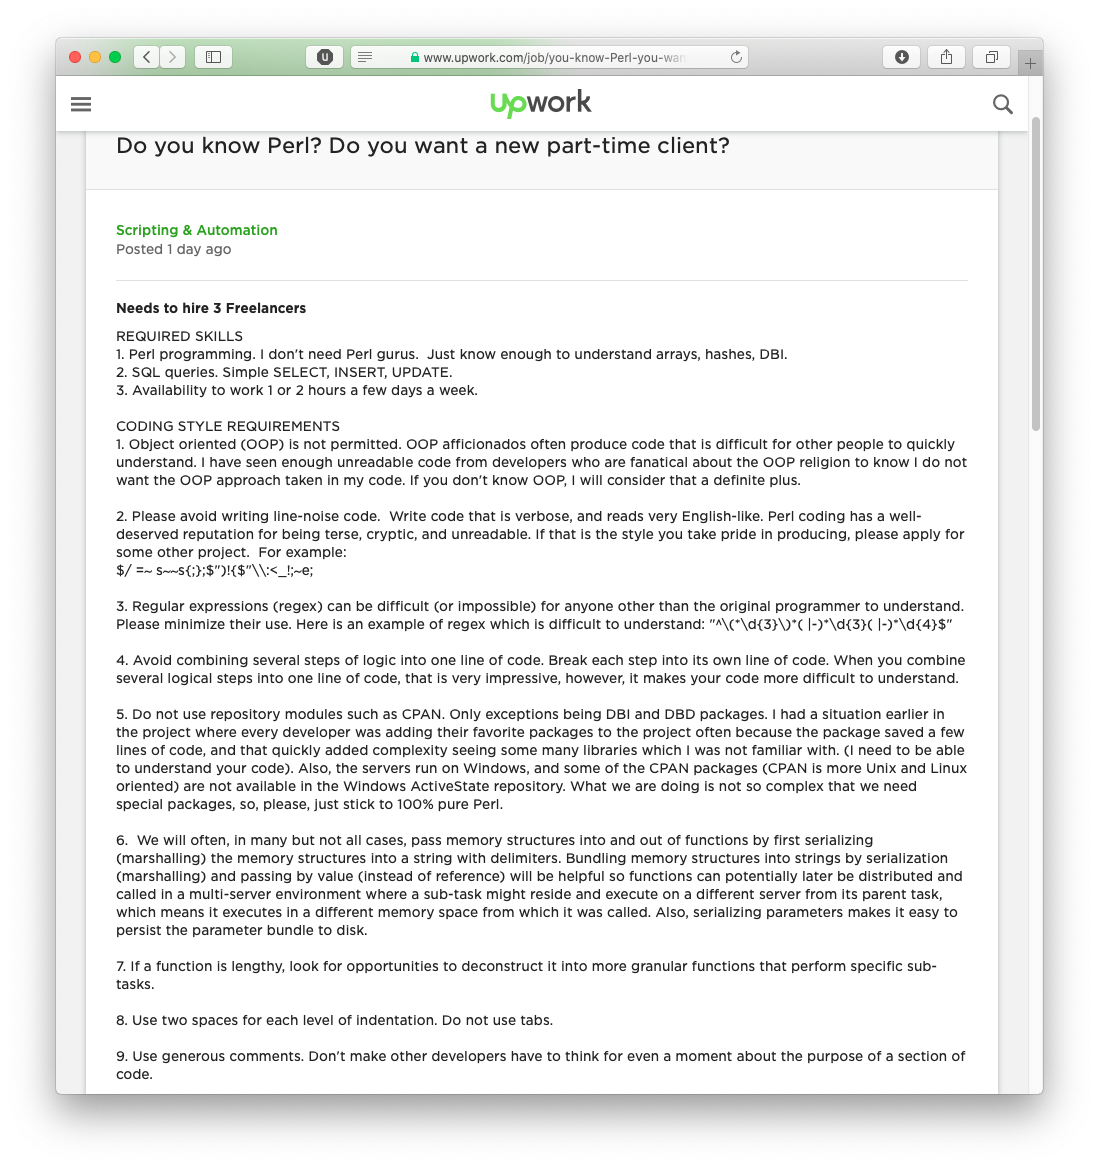 www.upwork.com/job/you-know-Perl-you-wan
upwork
Do you know Perl? Do you want a new part-time client?
Scripting & Automation
Posted 1 day ago
Needs to hire 3 Freelancers
REQUIRED SKILLS
1. Perl programming. I don't need Perl gurus.  Just know enough to understand arrays, hashes, DBI.
2. SQL queries. Simple SELECT, INSERT, UPDATE.
3. Availability to work 1 or 2 hours a few days a week.
CODING STYLE REQUIREMENTS
1. Object oriented (OOP) is not permitted. OOP afficionados often produce code that is difficult for other people to quickly
understand. I have seen enough unreadable code from developers who are fanatical about the OOP religion to know I do not
want the OOP approach taken in my code. If you don't know OOP, I will consider that a definite plus.
2. Please avoid writing line-noise code.  Write code that is verbose, and reads very English-like. Perl coding has a well-
deserved reputation for being terse, cryptic, and unreadable. If that is the style you take pride in producing, please apply for
some other project.  For example:
$/ =~ s~~s{;};$")!{$"\\:<_!;~e;
3. Regular expressions (regex) can be difficult (or impossible) for anyone other than the original programmer to understand.
Please minimize their use. Here is an example of regex which is difficult to understand: "^\(*\d{3}\)*( |-)*\d{3}( |-)*\d{4}$"
4. Avoid combining several steps of logic into one line of code. Break each step into its own line of code. When you combine
several logical steps into one line of code, that is very impressive, however, it makes your code more difficult to understand.
5. Do not use repository modules such as CPAN. Only exceptions being DBI and DBD packages. I had a situation earlier in
the project where every developer was adding their favorite packages to the project often because the package saved a few
lines of code, and that quickly added complexity seeing some many libraries which I was not familiar with. (I need to be able
to understand your code). Also, the servers run on Windows, and some of the CPAN packages (CPAN is more Unix and Linux
oriented) are not available in the Windows ActiveState repository. What we are doing is not so complex that we need
special packages, so, please, just stick to 100% pure Perl.
6.  We will often, in many but not all cases, pass memory structures into and out of functions by first serializing
(marshalling) the memory structures into a string with delimiters. Bundling memory structures into strings by serialization
(marshalling) and passing by value (instead of reference) will be helpful so functions can potentially later be distributed and
called in a multi-server environment where a sub-task might reside and execute on a different server from its parent task,
which means it executes in a different memory space from which it was called. Also, serializing parameters makes it easy to
persist the parameter bundle to disk.
7. If a function is lengthy, look for opportunities to deconstruct it into more granular functions that perform specific sub-
tasks.
8. Use two spaces for each level of indentation. Do not use tabs.
9. Use generous comments. Don't make other developers have to think for even a moment about the purpose of a section of
code.